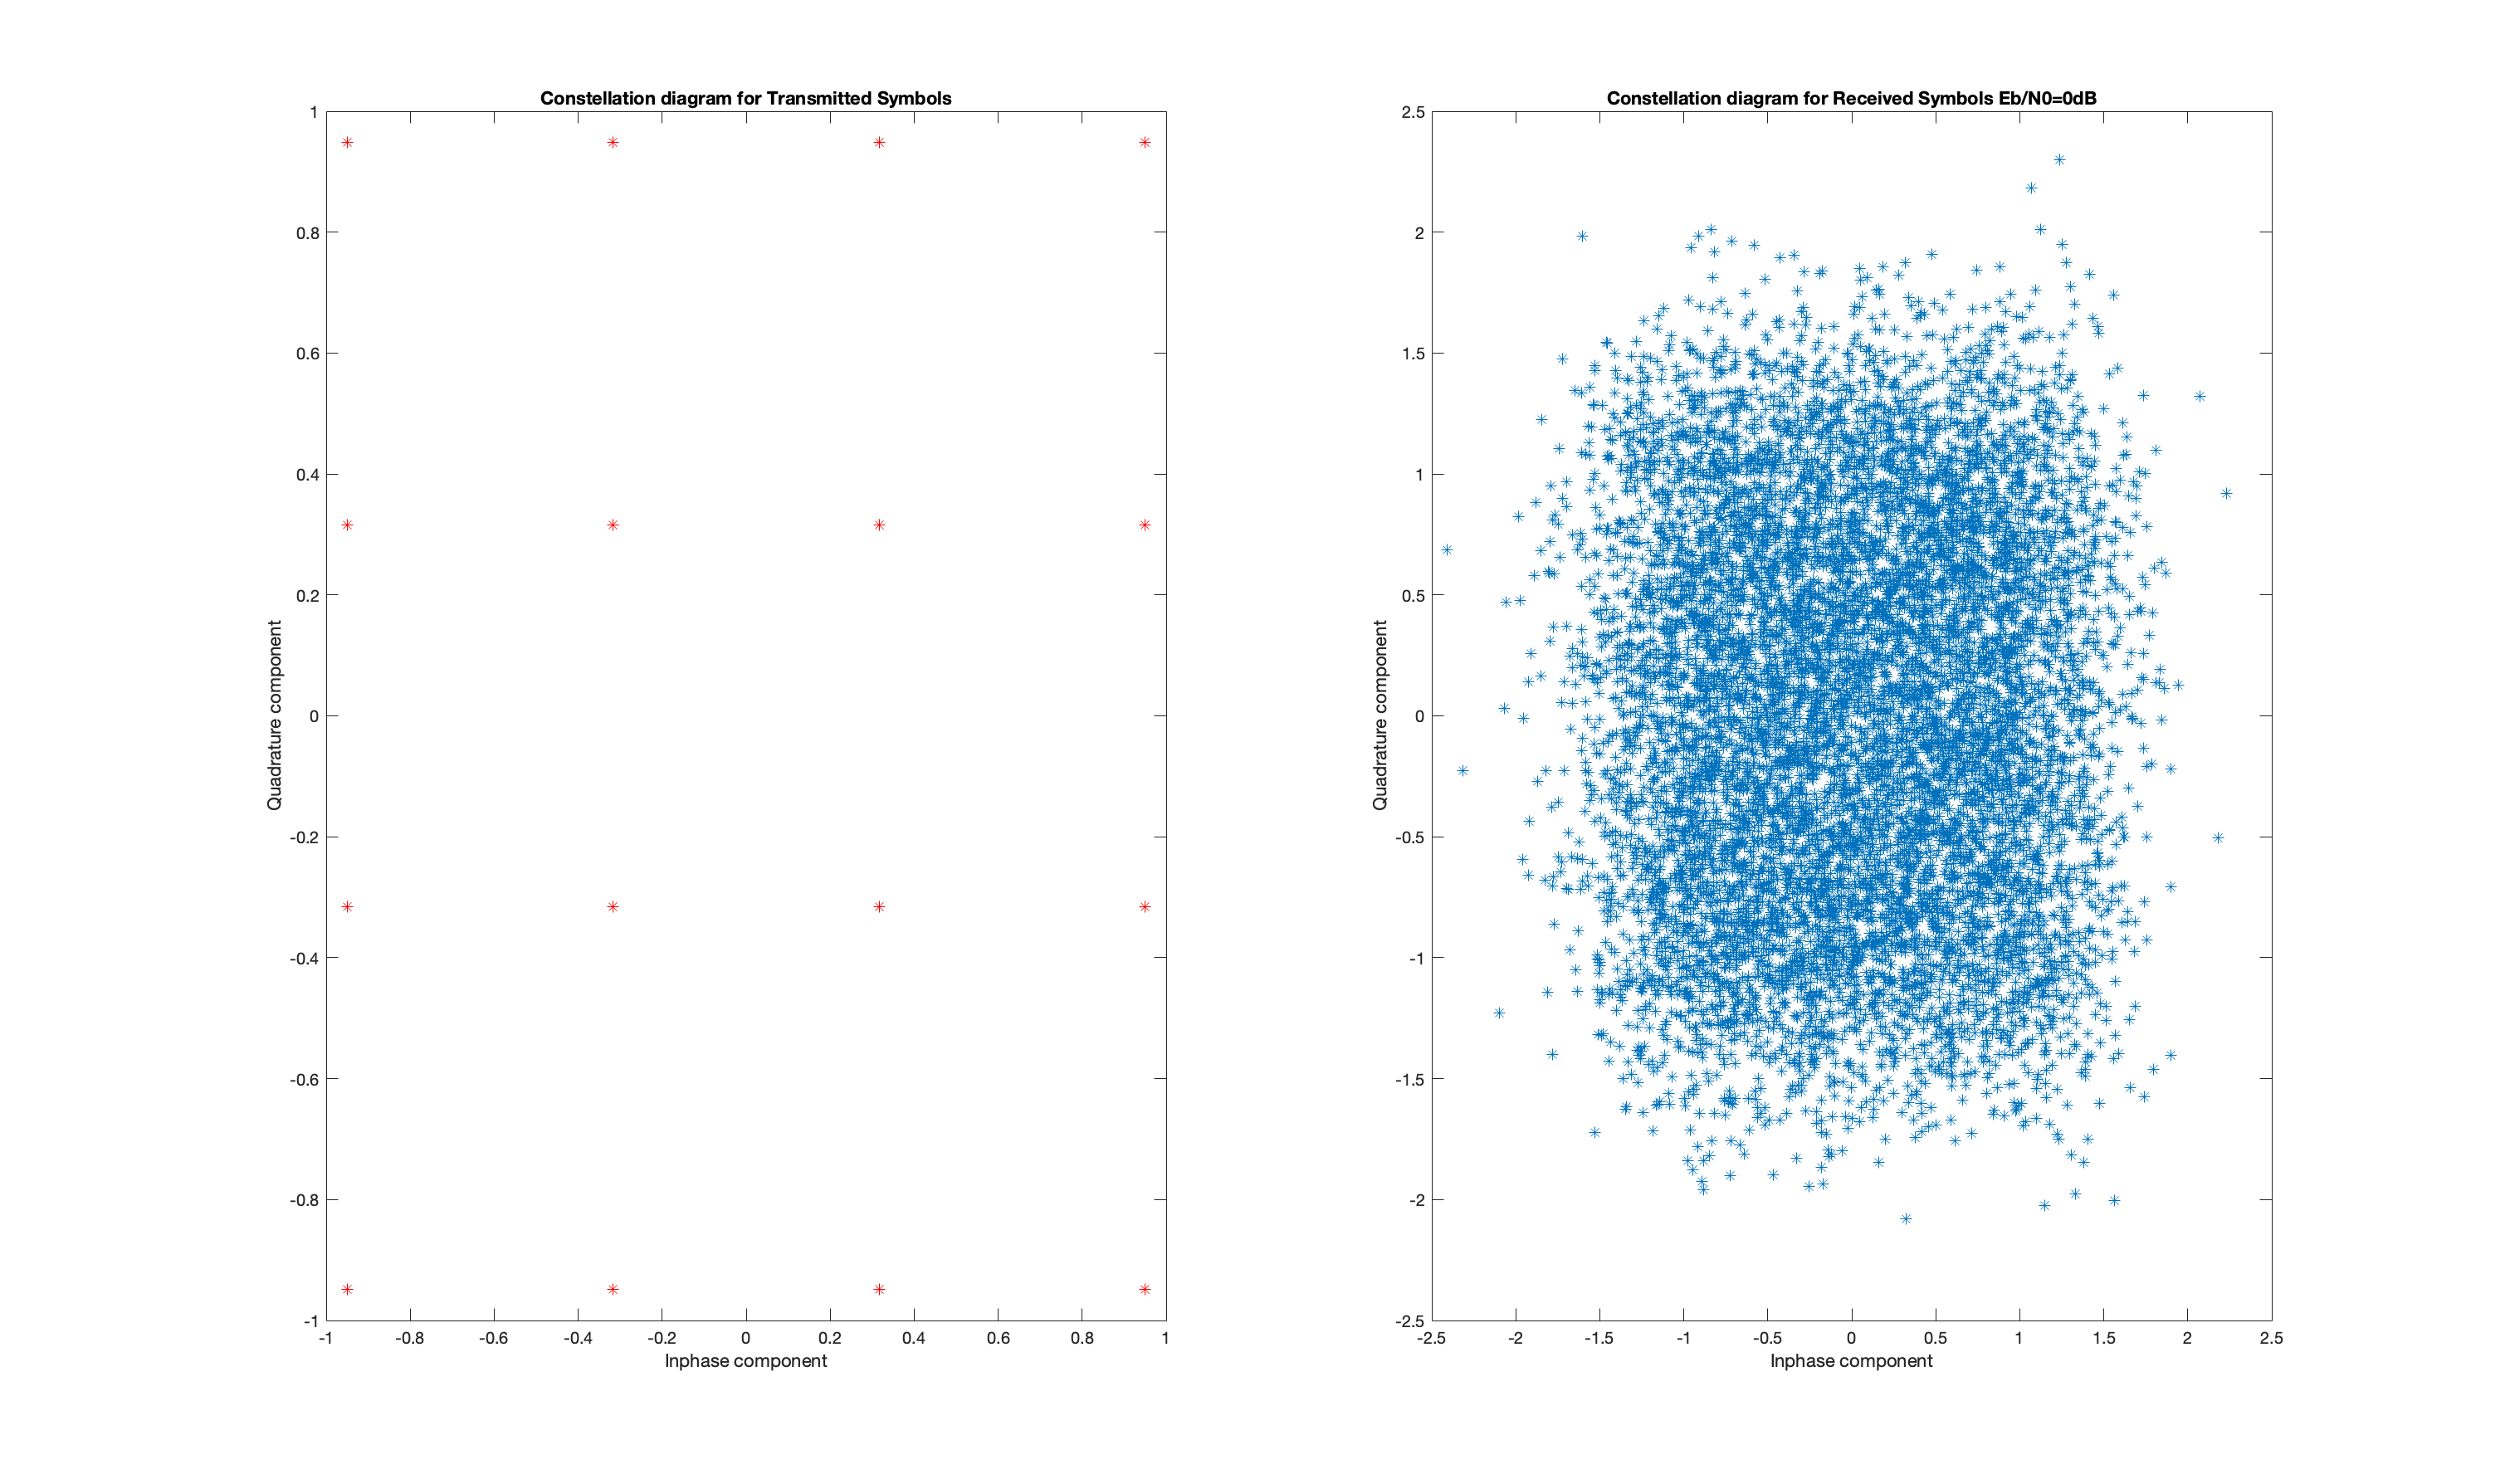 Constellation diagram for Transmitted Symbols
1
0.8
0.6
0.4
0.2
0
-0.2
-0.4
-0.6
-0.8
-1
Quadrature component
-1 -0.8 -0.6 -0.4 -0.2 0 0.2 0.4 0.6 0.8 1
Inphase component
Constellation diagram for Received Symbols Eb/N0=0dB
2.5
2
1.5
1
0.5
0
-0.5
-1
-1.5
-2
-2.5
Quadrature component
-2.5 -2 -1.5 -1 -0.5 0 0.5 1 1.5 2 2.5
Inphase component